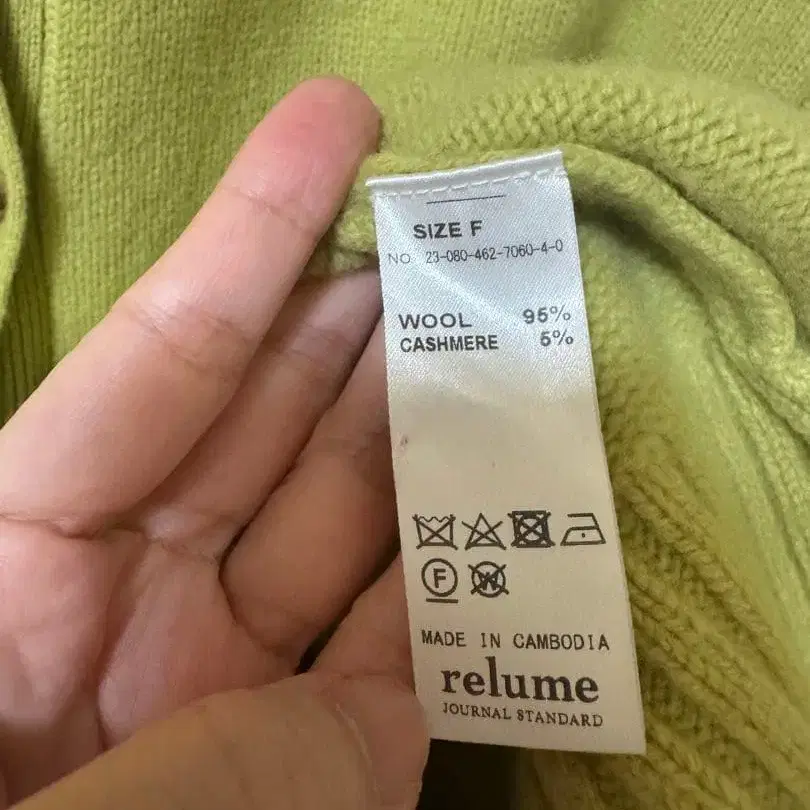 SIZE F
NO 23-080-462-7060-4-0
WOOL 95%
CASHMERE 5%
F W
MADE IN CAMBODIA
relume
JOURNAL STANDARD